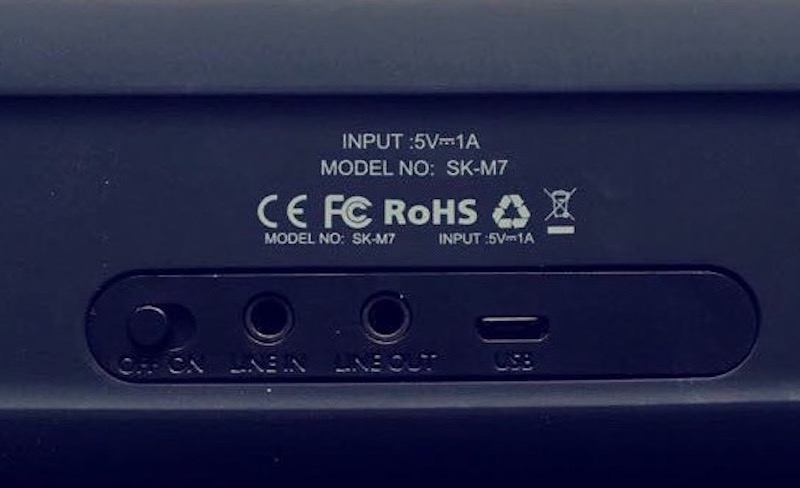 INPUT :5V⎓1A
MODEL NO: SK-M7
CE FC RoHS
MODEL NO: SK-M7 INPUT :5V⎓1A
OFF ON LINE IN LINE OUT USB